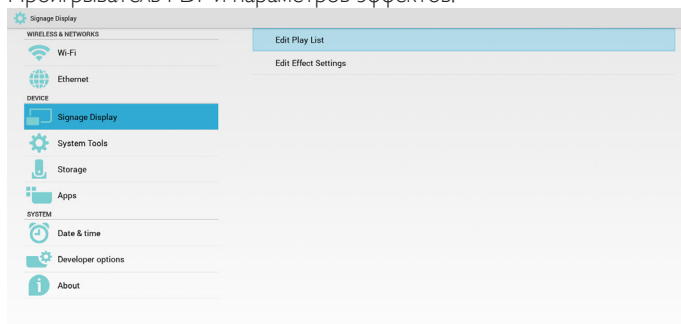 Проигрыватель PDF и параметров эффектов.
Signage Display
WIRELESS & NETWORKS
Wi-Fi
Ethernet
DEVICE
Signage Display
System Tools
Storage
Apps
SYSTEM
Date & time
Developer options
About
Edit Play List
Edit Effect Settings